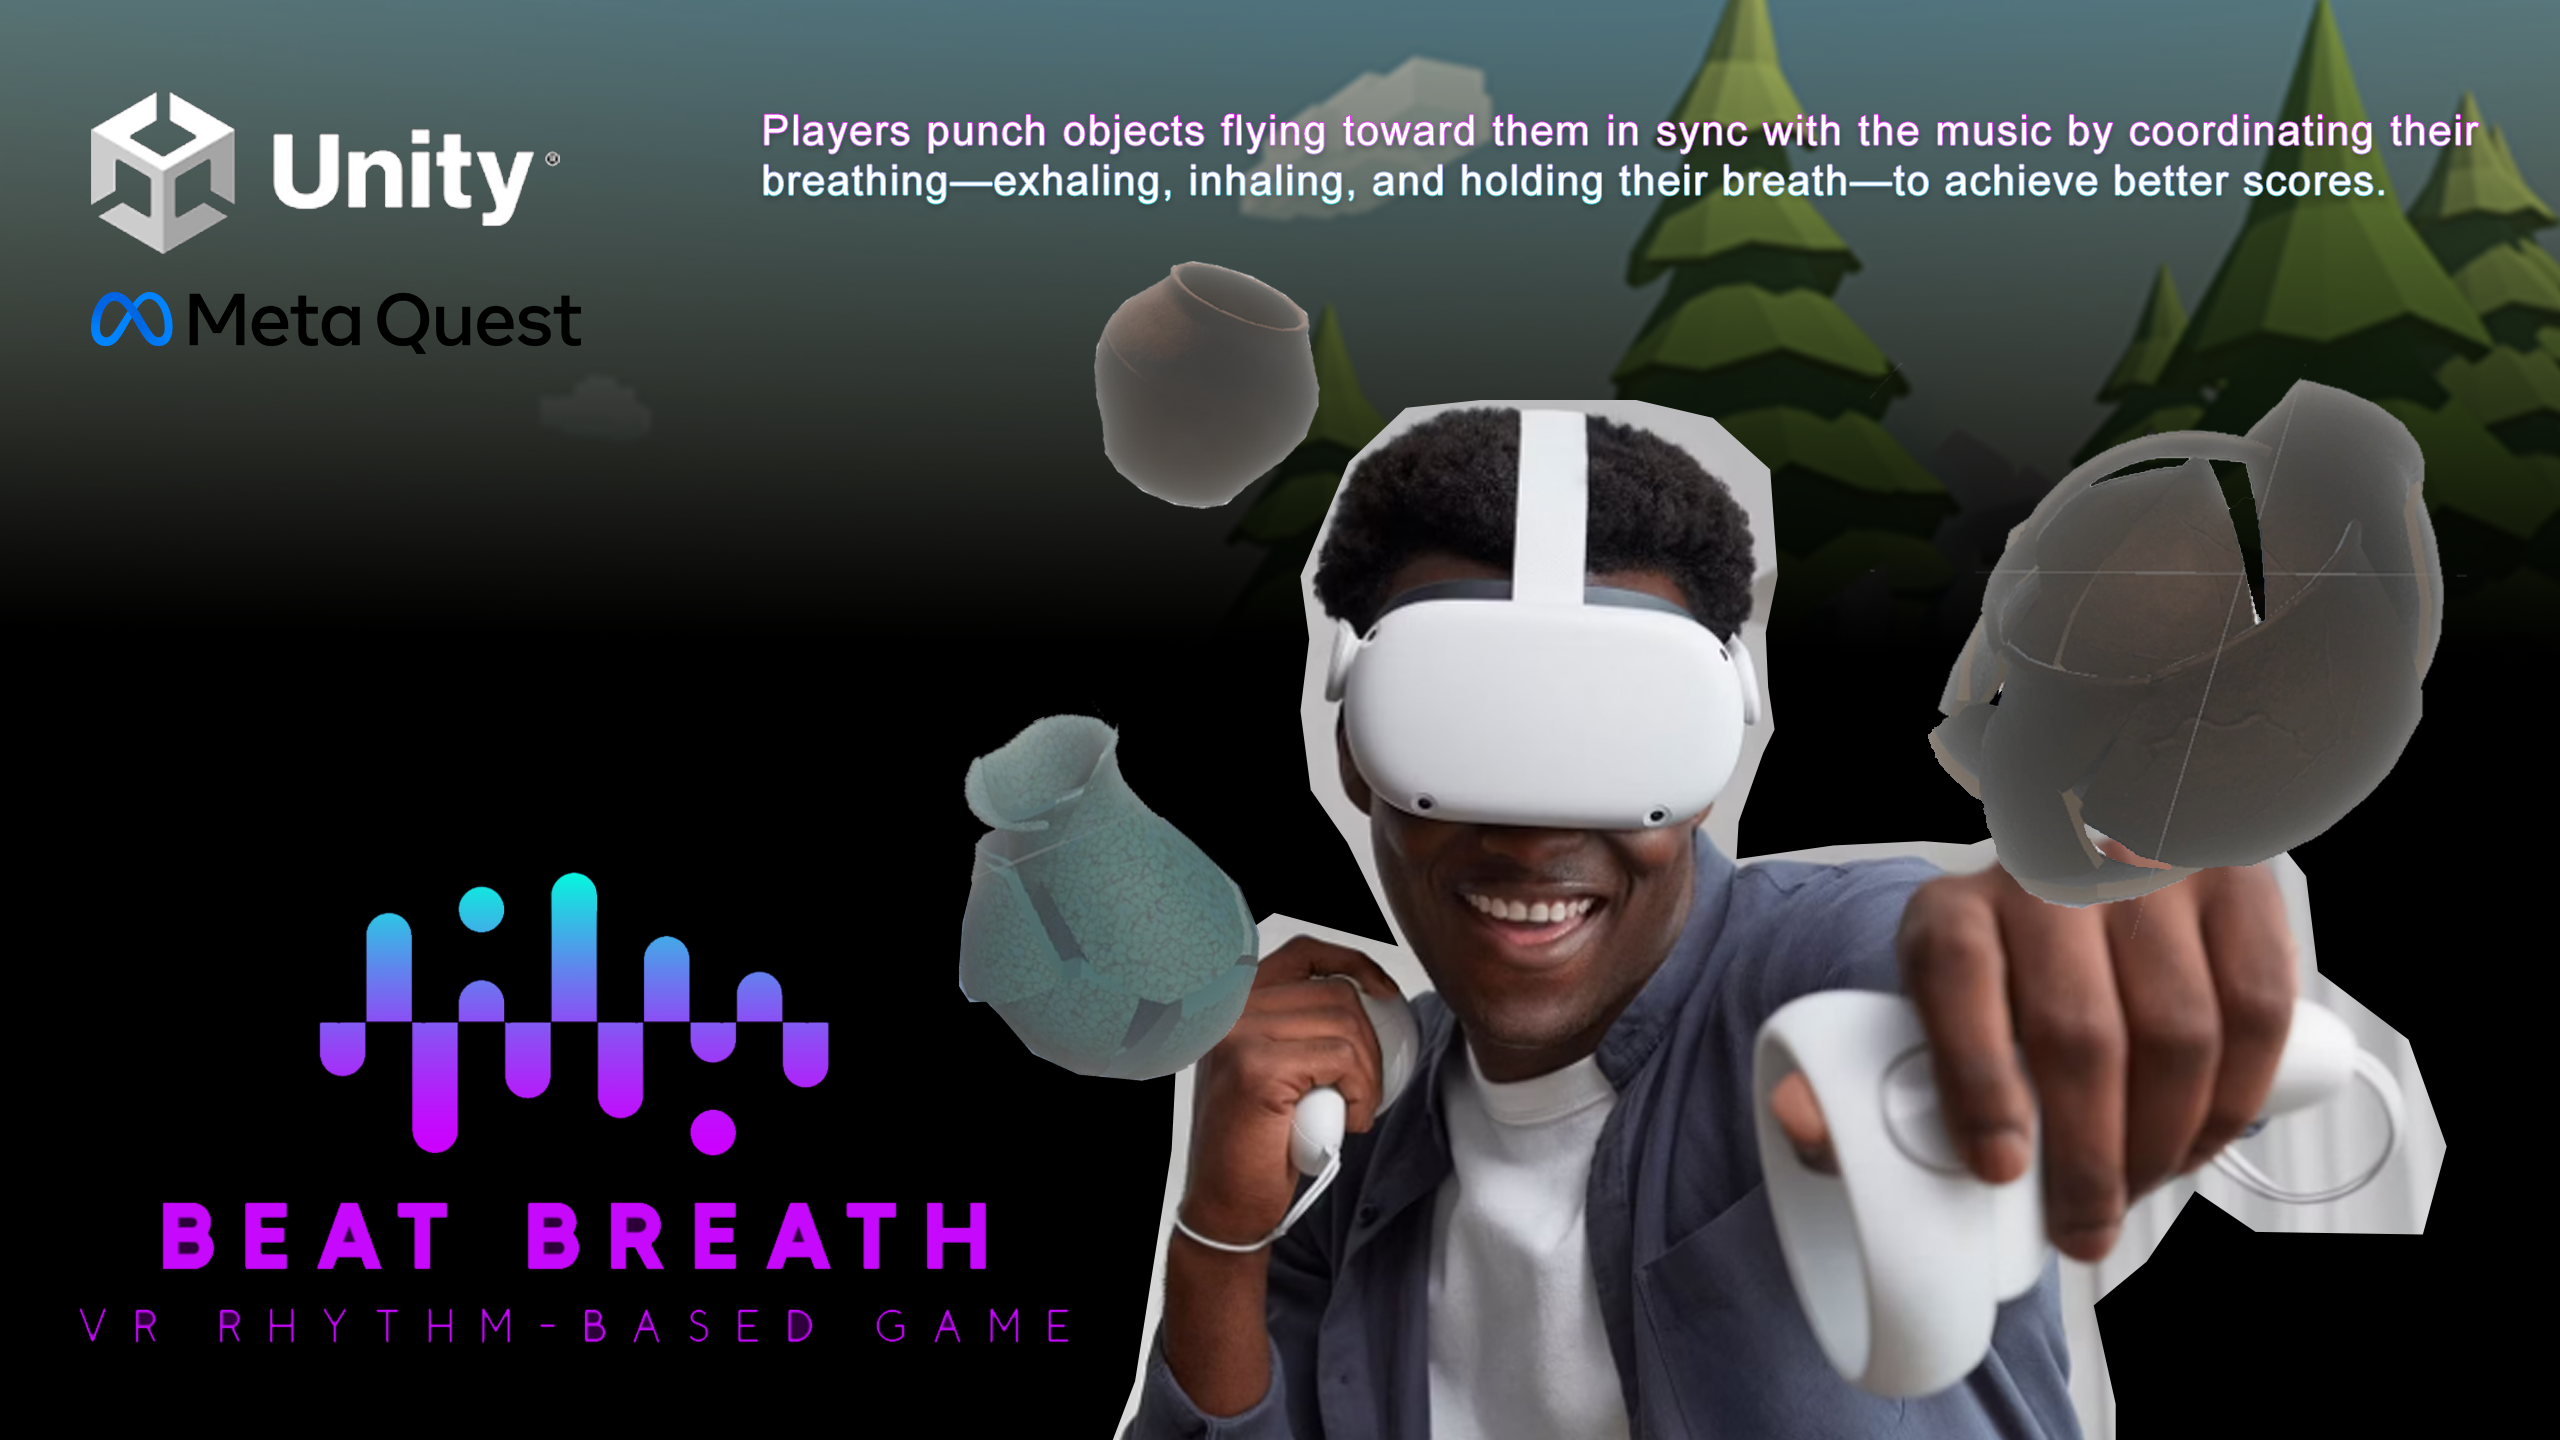 Unity®
Meta Quest
Players punch objects flying toward them in sync with the music by coordinating their
breathing—exhaling, inhaling, and holding their breath—to achieve better scores.
BEAT BREATH
VR RHYTHM-BASED GAME